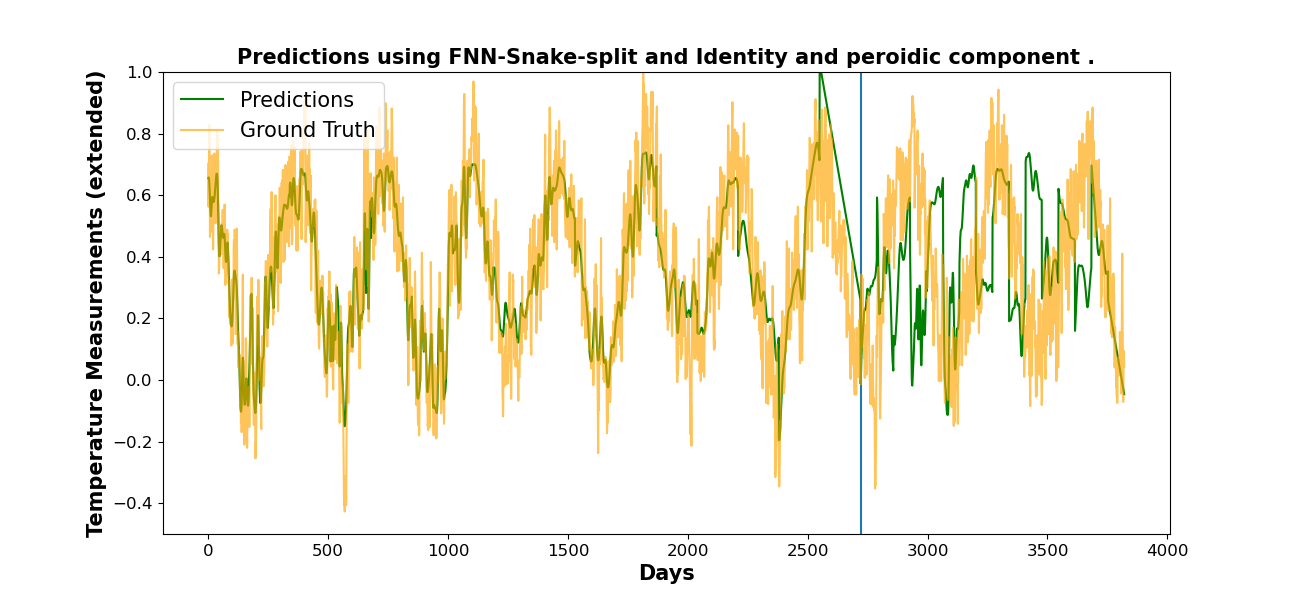 Predictions using FNN-Snake-split and Identity and peroidic component .
Temperature Measurements (extended)
1.0
0.8
0.6
0.4
0.2
0.0
−0.2
−0.4
Predictions
Ground Truth
0 500 1000 1500 2000 2500 3000 3500 4000
Days